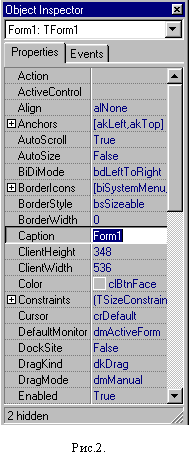 Object Inspector
Form1: TForm1
Properties Events
Action
ActiveControl
Align alNone
Anchors [akLeft,akTop]
AutoScroll True
AutoSize False
BiDiMode bdLeftToRight
BorderIcons [biSystemMenu,
BorderStyle bsSizeable
BorderWidth 0
Caption Form1
ClientHeight 348
ClientWidth 536
Color clBtnFace
Constraints (TSizeConstrain
Cursor crDefault
DefaultMonitor dmActiveForm
DockSite False
DragKind dkDrag
DragMode dmManual
Enabled True
2 hidden
Рис.2.